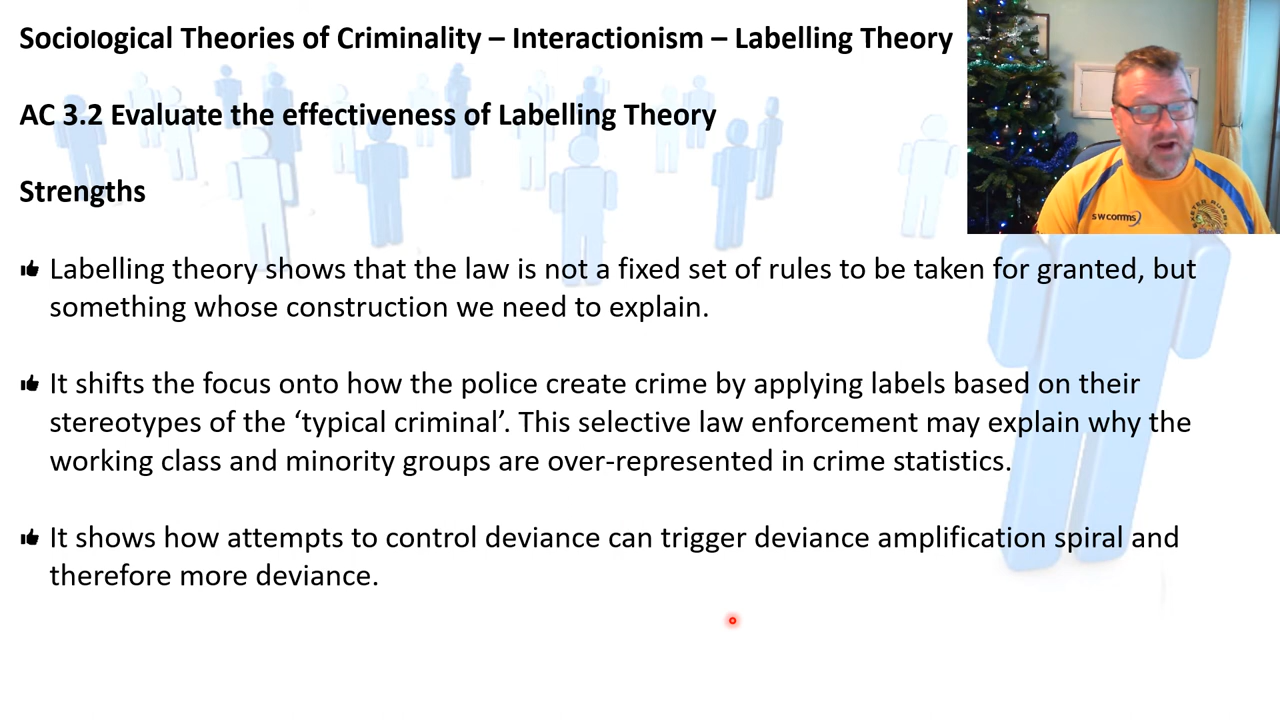 Sociological Theories of Criminality – Interactionism – Labelling Theory
AC 3.2 Evaluate the effectiveness of Labelling Theory
Strengths
Labelling theory shows that the law is not a fixed set of rules to be taken for granted, but
something whose construction we need to explain.
It shifts the focus onto how the police create crime by applying labels based on their
stereotypes of the ‘typical criminal’. This selective law enforcement may explain why the
working class and minority groups are over-represented in crime statistics.
It shows how attempts to control deviance can trigger deviance amplification spiral and
therefore more deviance.
swcomms